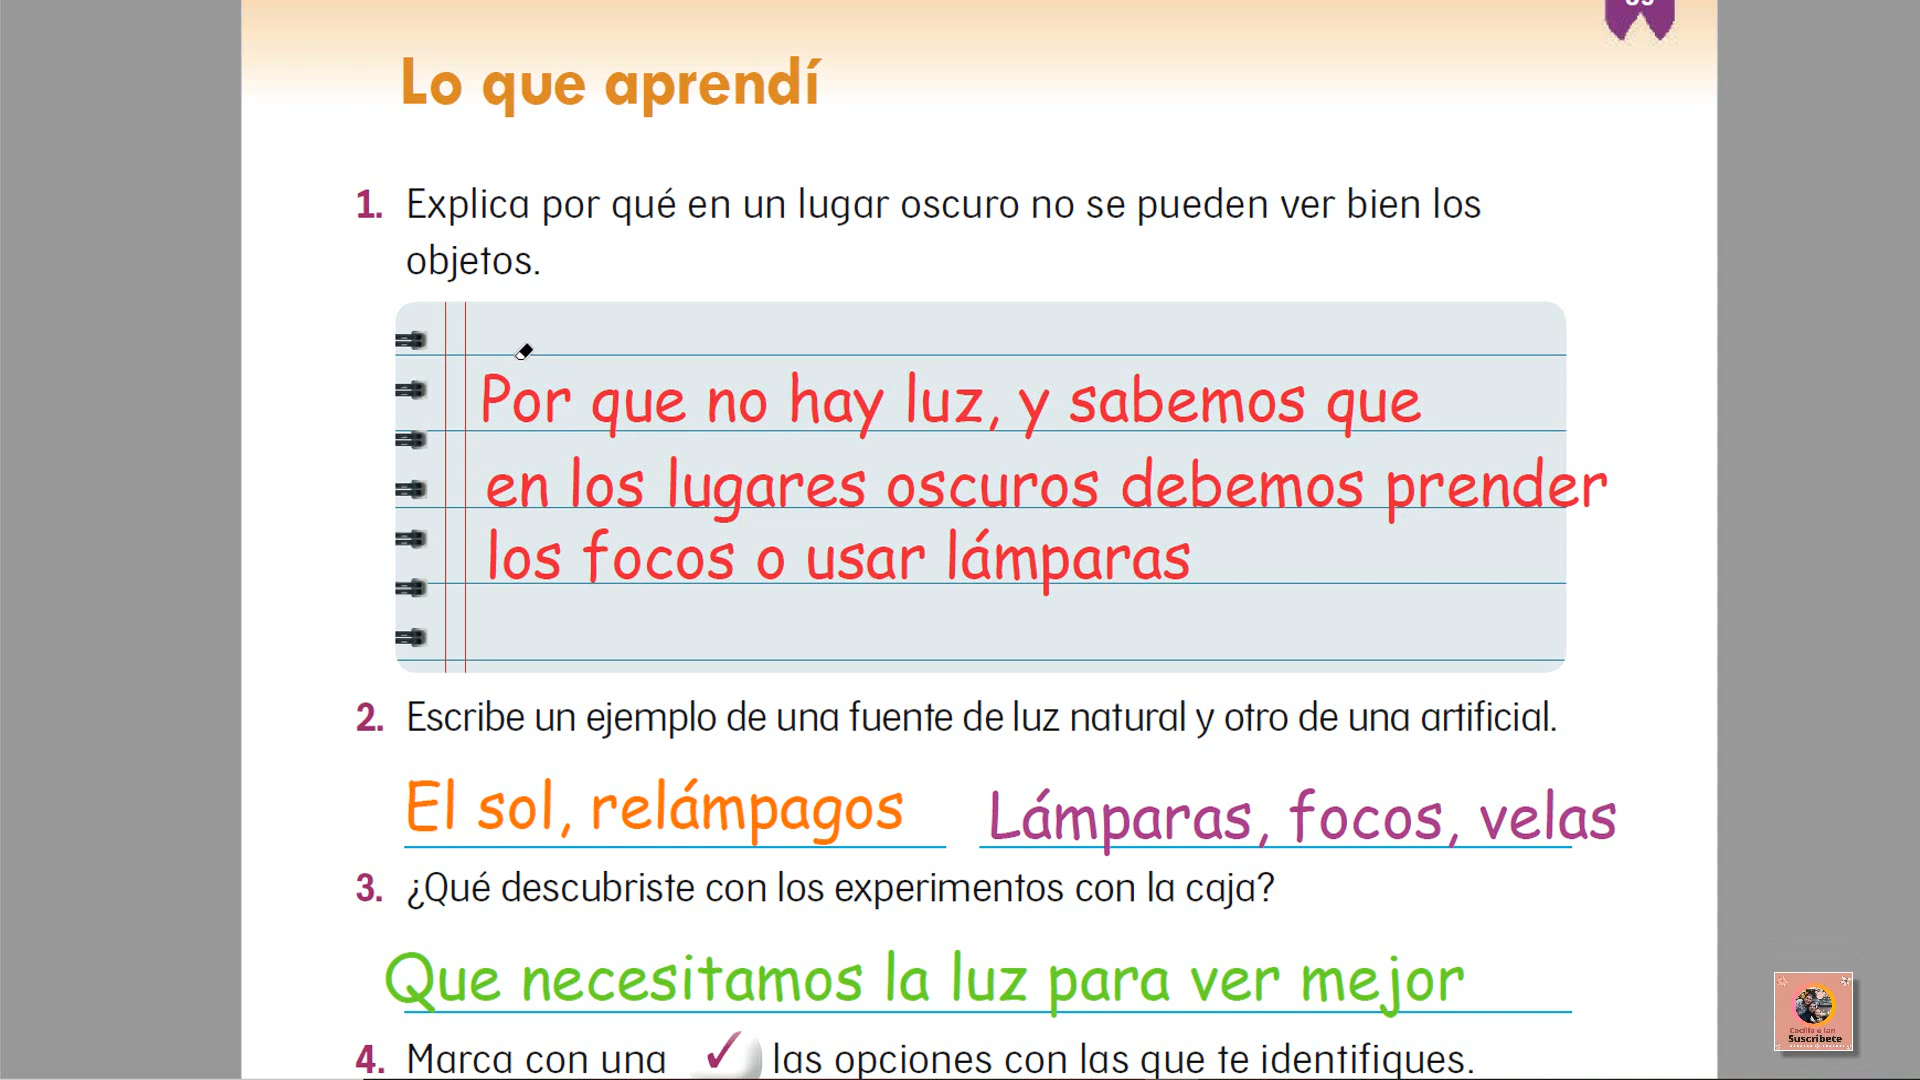 Lo que aprendí
1. Explica por qué en un lugar oscuro no se pueden ver bien los
objetos.
Por que no hay luz, y sabemos que
en los lugares oscuros debemos prender
los focos o usar lámparas
2. Escribe un ejemplo de una fuente de luz natural y otro de una artificial.
El sol, relámpagos Lámparas, focos, velas
3. ¿Qué descubriste con los experimentos con la caja?
Que necesitamos la luz para ver mejor
4. Marca con una ✓ las opciones con las que te identifiques.
Cecilia e Ian
Suscribete